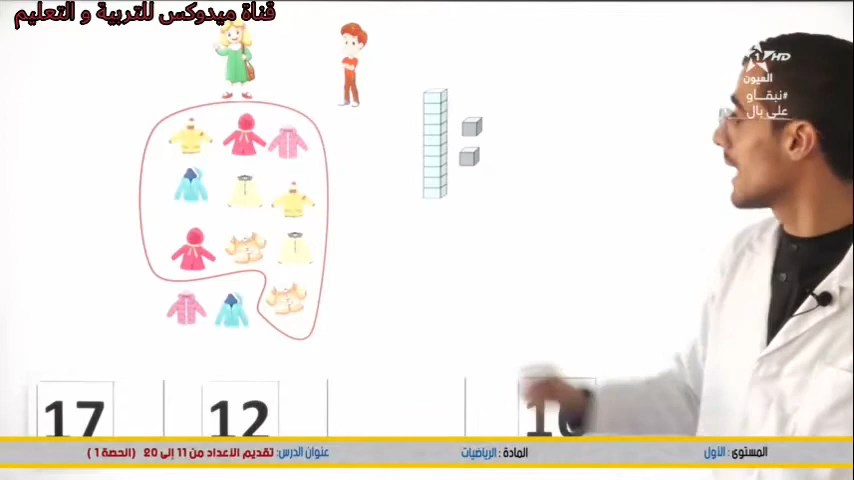 قناة ميدوكس للتربية و التعليم
HD
العيون
#نبقاو
على بال
17
12
المستوى : الأول
المادة : الرياضيات
عنوان الدرس: تقديم الأعداد من 11 إلى 20 (الحصة 1)